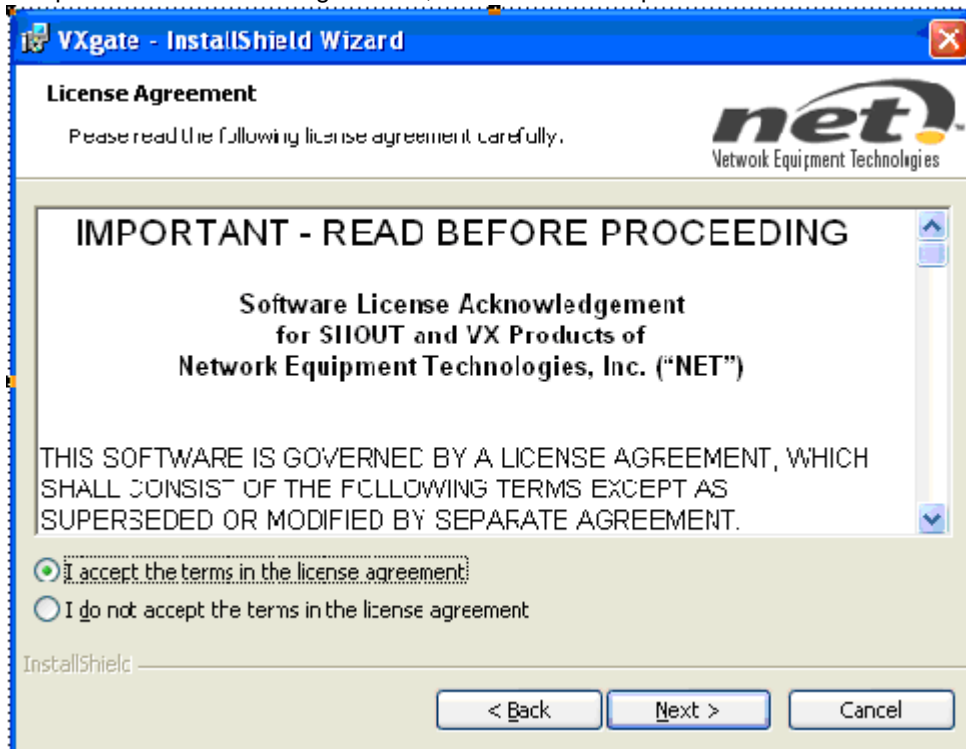 VXgate - InstallShield Wizard
License Agreement
Please read the following license agreement carefully.
net
Network Equipment Technologies
IMPORTANT - READ BEFORE PROCEEDING
Software License Acknowledgement
for SHOUT and VX Products of
Network Equipment Technologies, Inc. (“NET”)
THIS SOFTWARE IS GOVERNED BY A LICENSE AGREEMENT, WHICH
SHALL CONSIST OF THE FOLLOWING TERMS EXCEPT AS
SUPERSEDED OR MODIFIED BY SEPARATE AGREEMENT.
I accept the terms in the license agreement
I do not accept the terms in the license agreement
InstallShield
< Back
Next >
Cancel